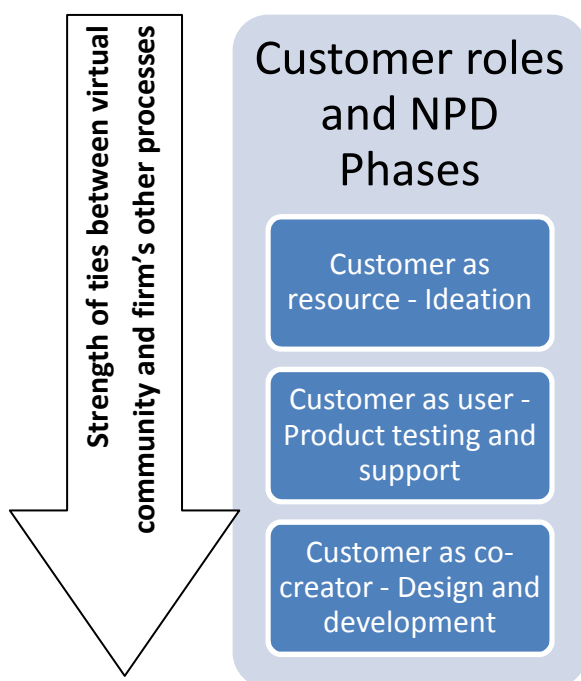 Strength of ties between virtual
community and firm's other processes
Customer roles
and NPD
Phases
Customer as
resource - Ideation
Customer as user -
Product testing and
support
Customer as co-
creator - Design and
development